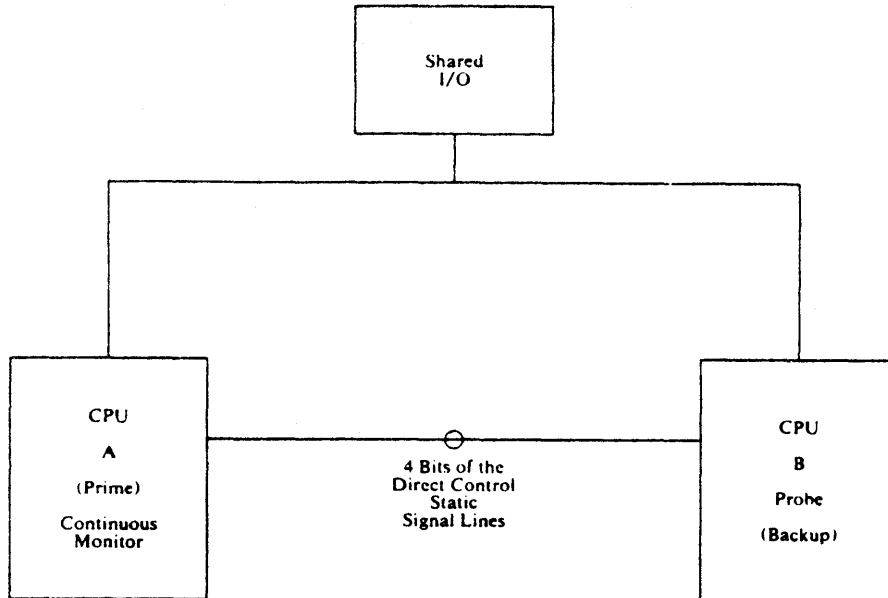 Shared
I/O
CPU
A
(Prime)
Continuous
Monitor
4 Bits of the
Direct Control
Static
Signal Lines
CPU
B
Probe
(Backup)